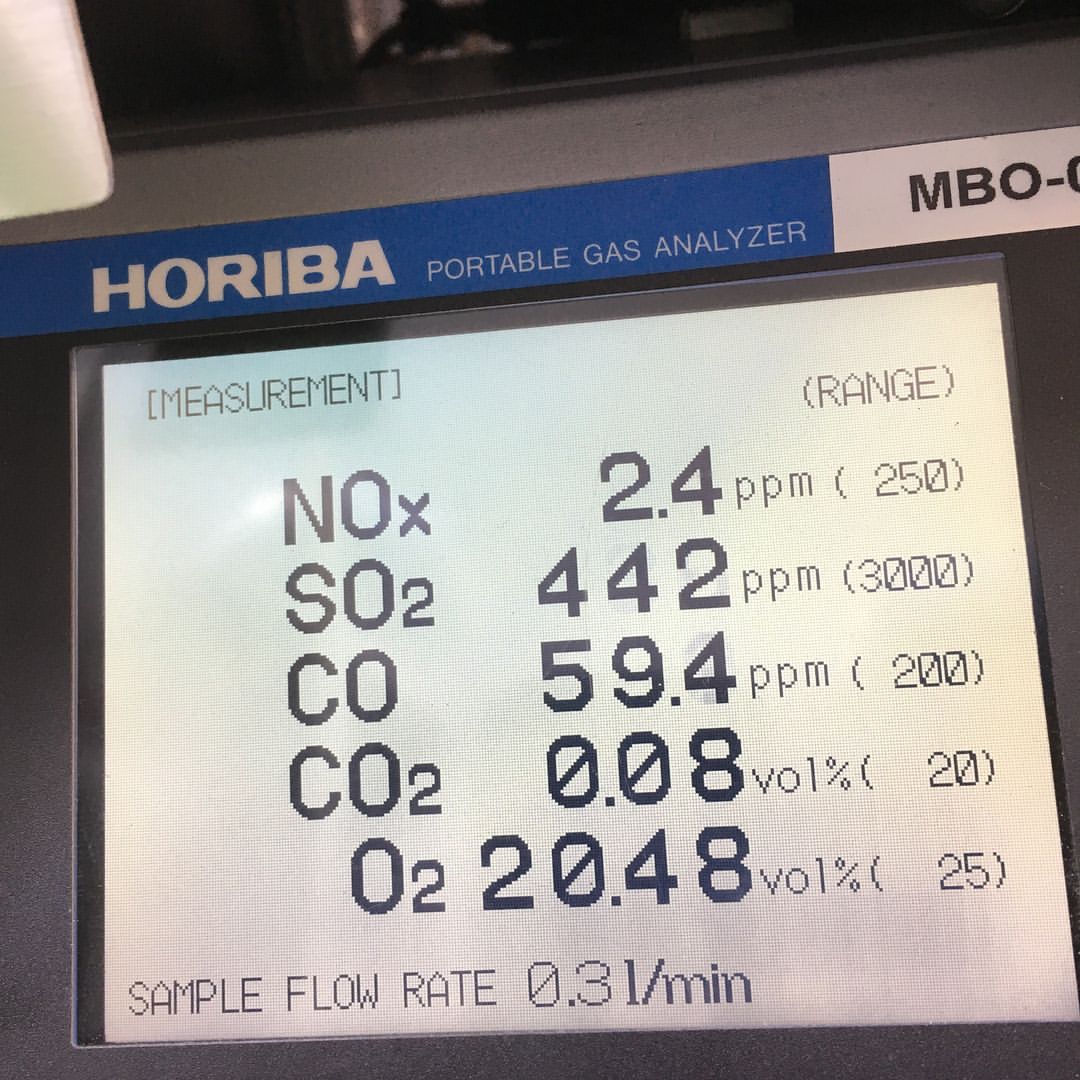 MBO-0
HORIBA PORTABLE GAS ANALYZER
[MEASUREMENT] (RANGE)
NOx 2.4 ppm ( 250)
SO2 442 ppm (3000)
CO 59.4 ppm ( 200)
CO2 0.08 vol% ( 20)
O2 20.48 vol% ( 25)
SAMPLE FLOW RATE 0.3 l/min